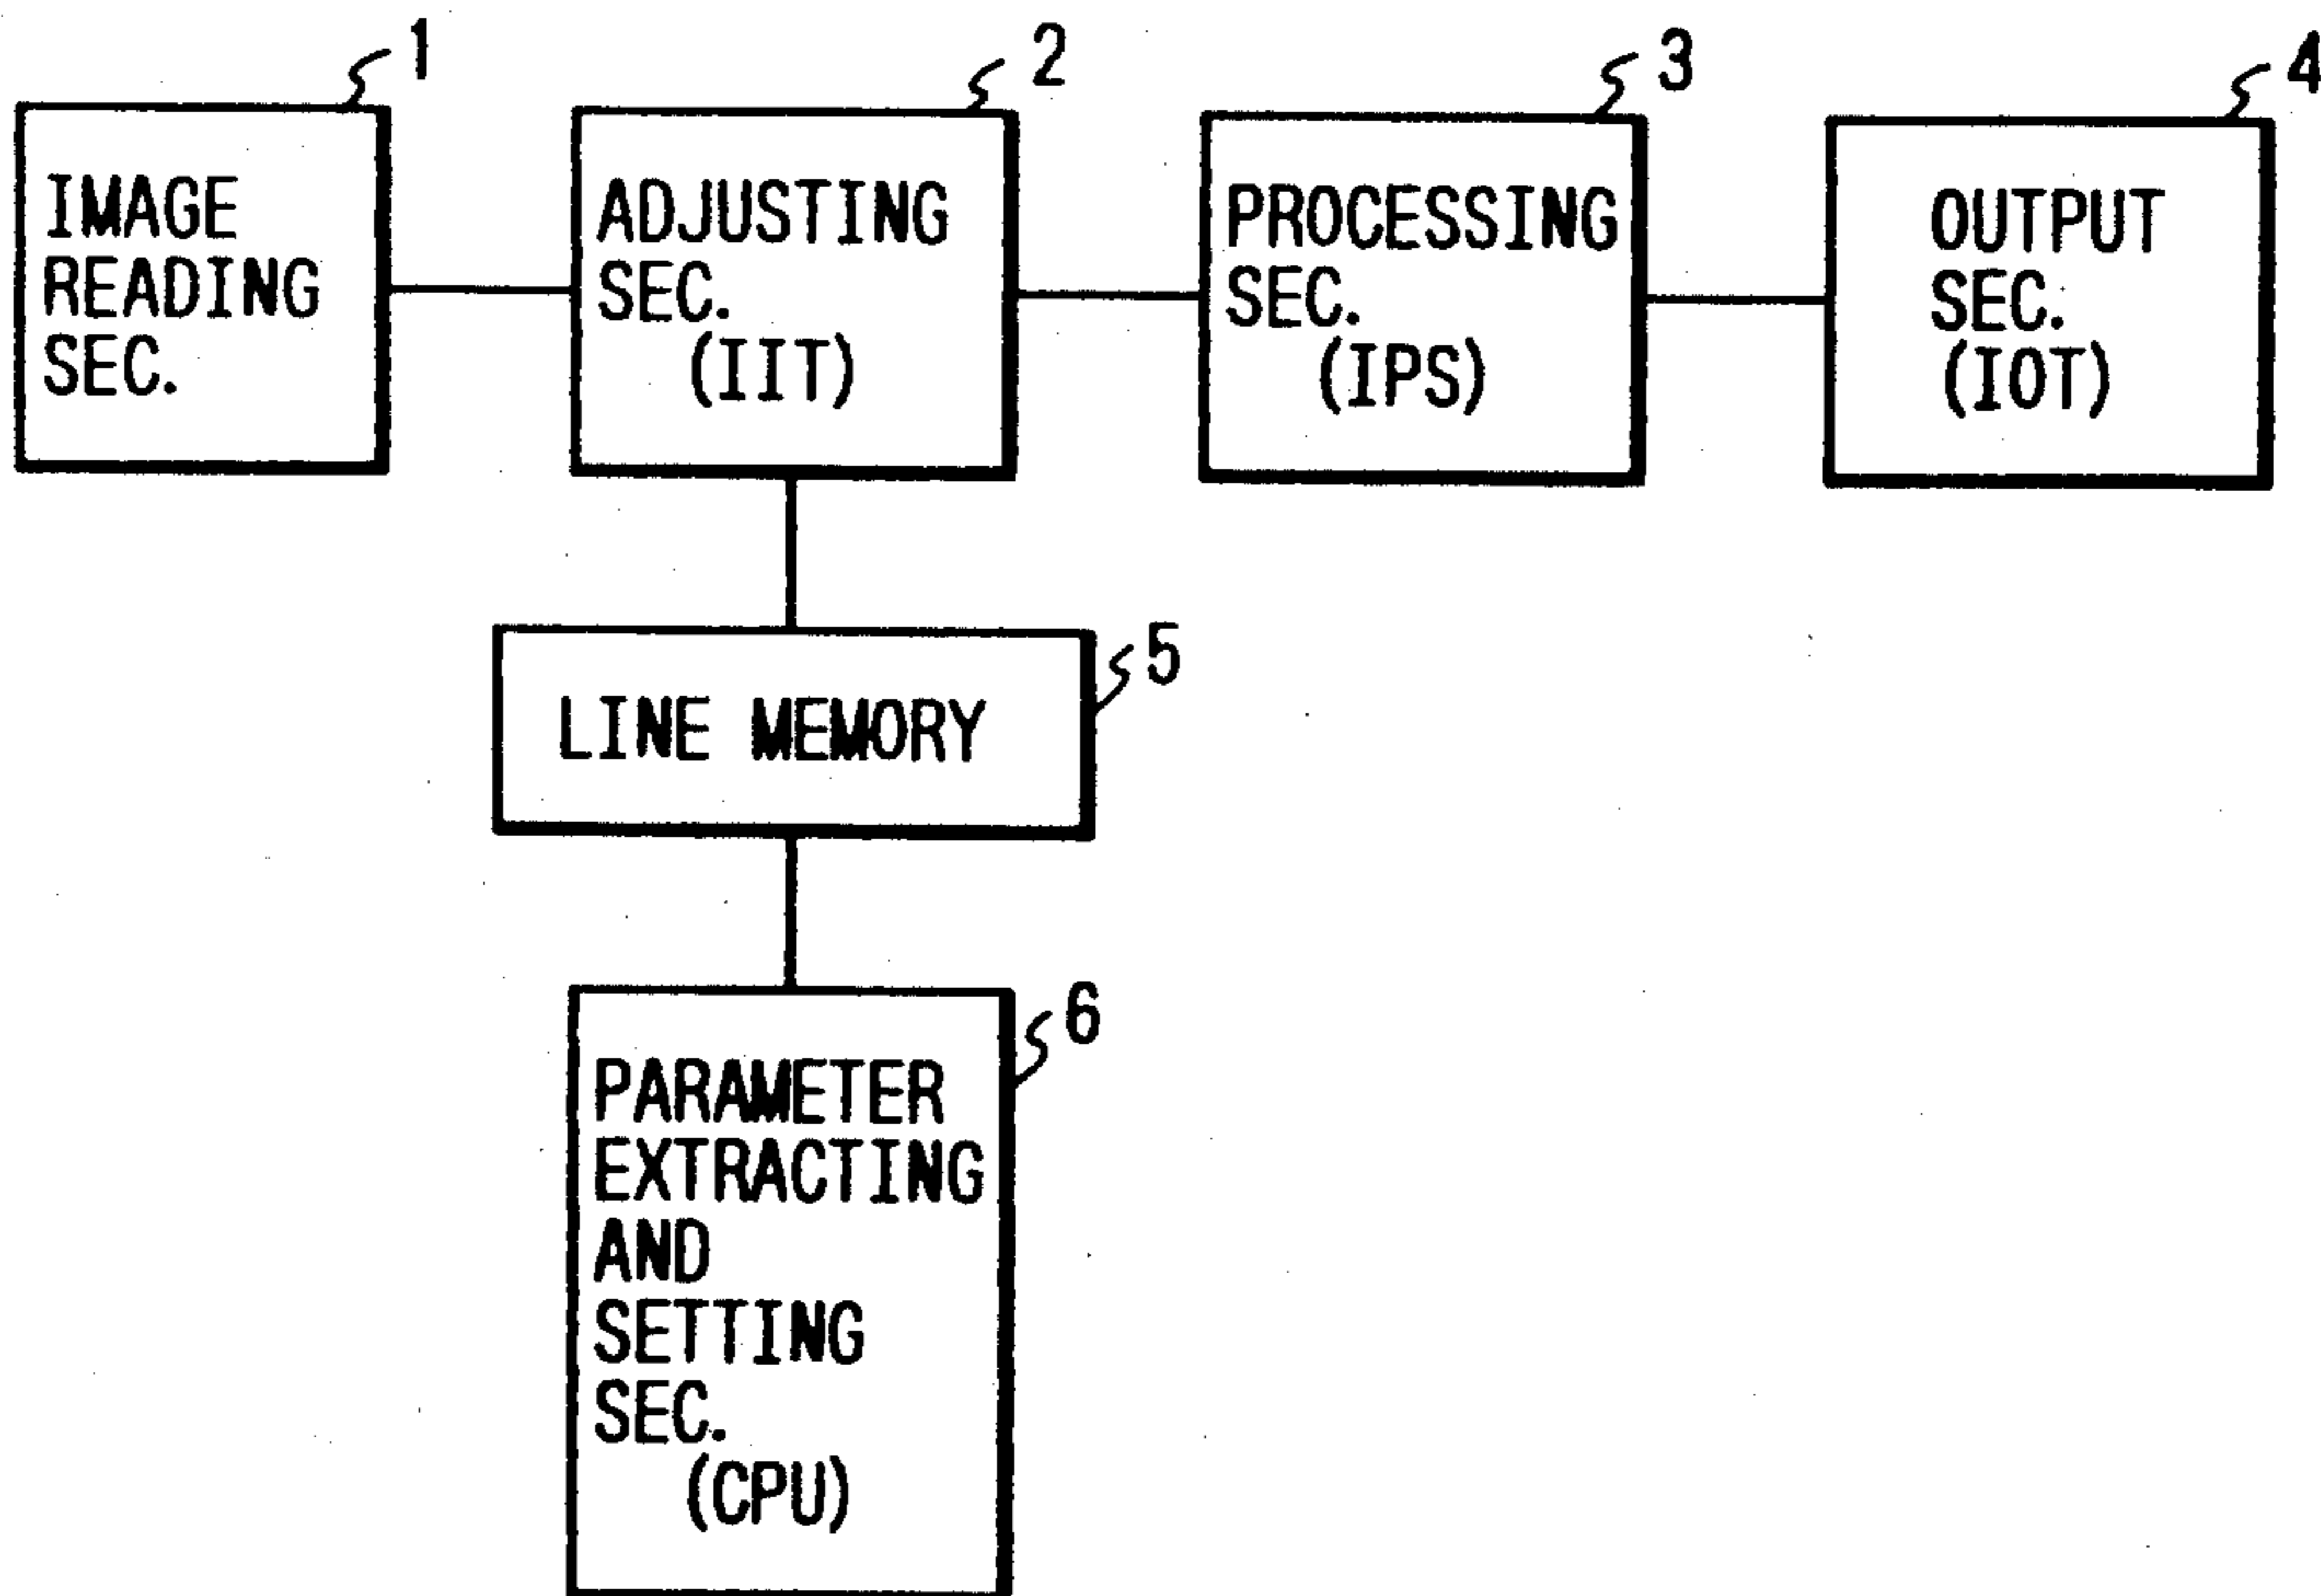 1
IMAGE
READING
SEC.
2
ADJUSTING
SEC.
(IIT)
3
PROCESSING
SEC.
(IPS)
4
OUTPUT
SEC.
(IOT)
5
LINE MEMORY
6
PARAMETER
EXTRACTING
AND
SETTING
SEC.
(CPU)